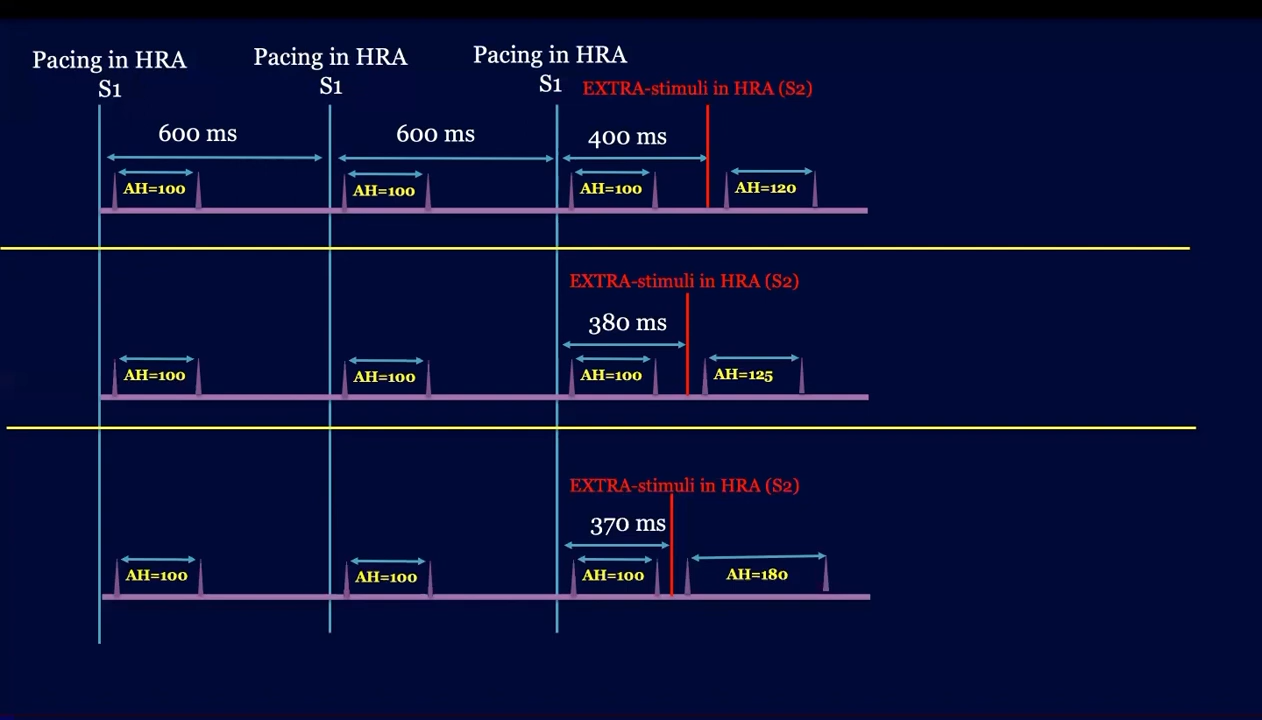 Pacing in HRA
S1
Pacing in HRA
S1
Pacing in HRA
S1
EXTRA-stimuli in HRA (S2)
600 ms
600 ms
400 ms
AH=100
AH=100
AH=100
AH=120
EXTRA-stimuli in HRA (S2)
380 ms
AH=100
AH=100
AH=100
AH=125
EXTRA-stimuli in HRA (S2)
370 ms
AH=100
AH=100
AH=100
AH=180